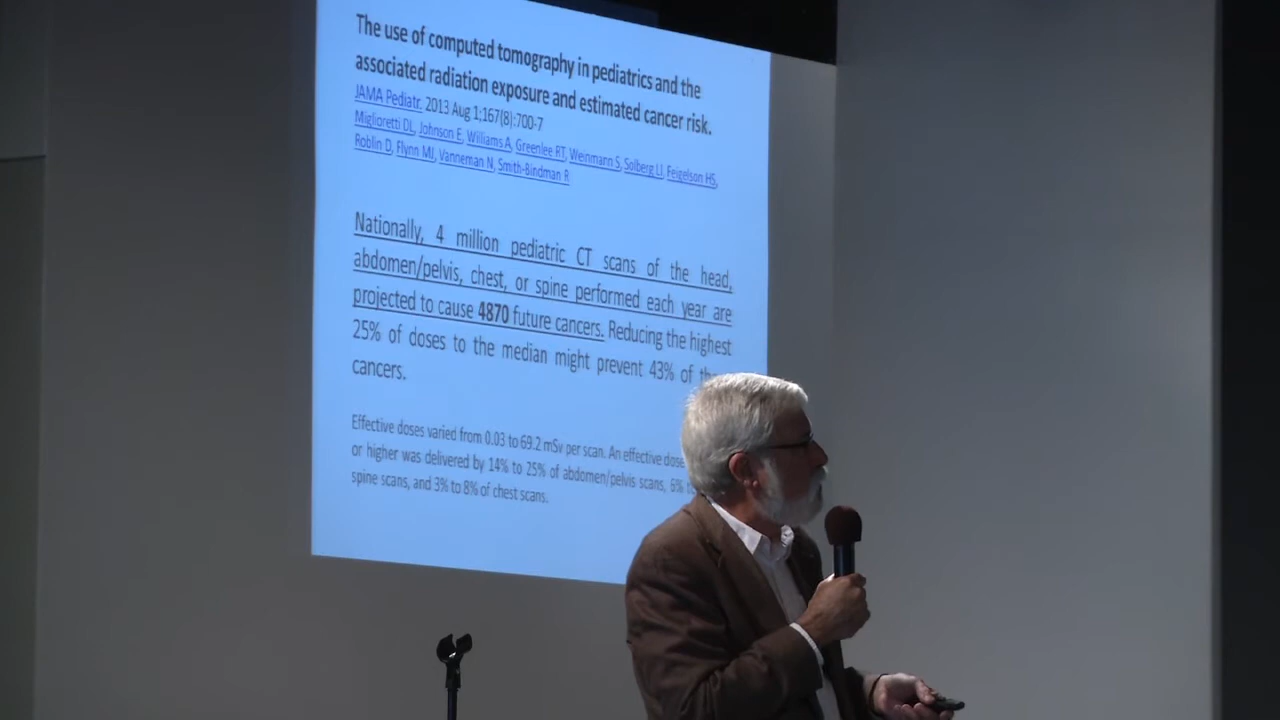 The use of computed tomography in pediatrics and the
associated radiation exposure and estimated cancer risk.
JAMA Pediatr. 2013 Aug 1;167(8):700-7
Miglioretti DL, Johnson E, Williams A, Greenlee RT, Weinmann S, Solberg LI, Feigelson HS,
Roblin D, Flynn MJ, Vanneman N, Smith-Bindman R
Nationally, 4 million pediatric CT scans of the head,
abdomen/pelvis, chest, or spine performed each year are
projected to cause 4870 future cancers. Reducing the highest
25% of doses to the median might prevent 43% of
cancers.
Effective doses varied from 0.03 to 69.2 mSv per scan. An effective dose
or higher was delivered by 14% to 25% of abdomen/pelvis scans, 6%
spine scans, and 3% to 8% of chest scans.